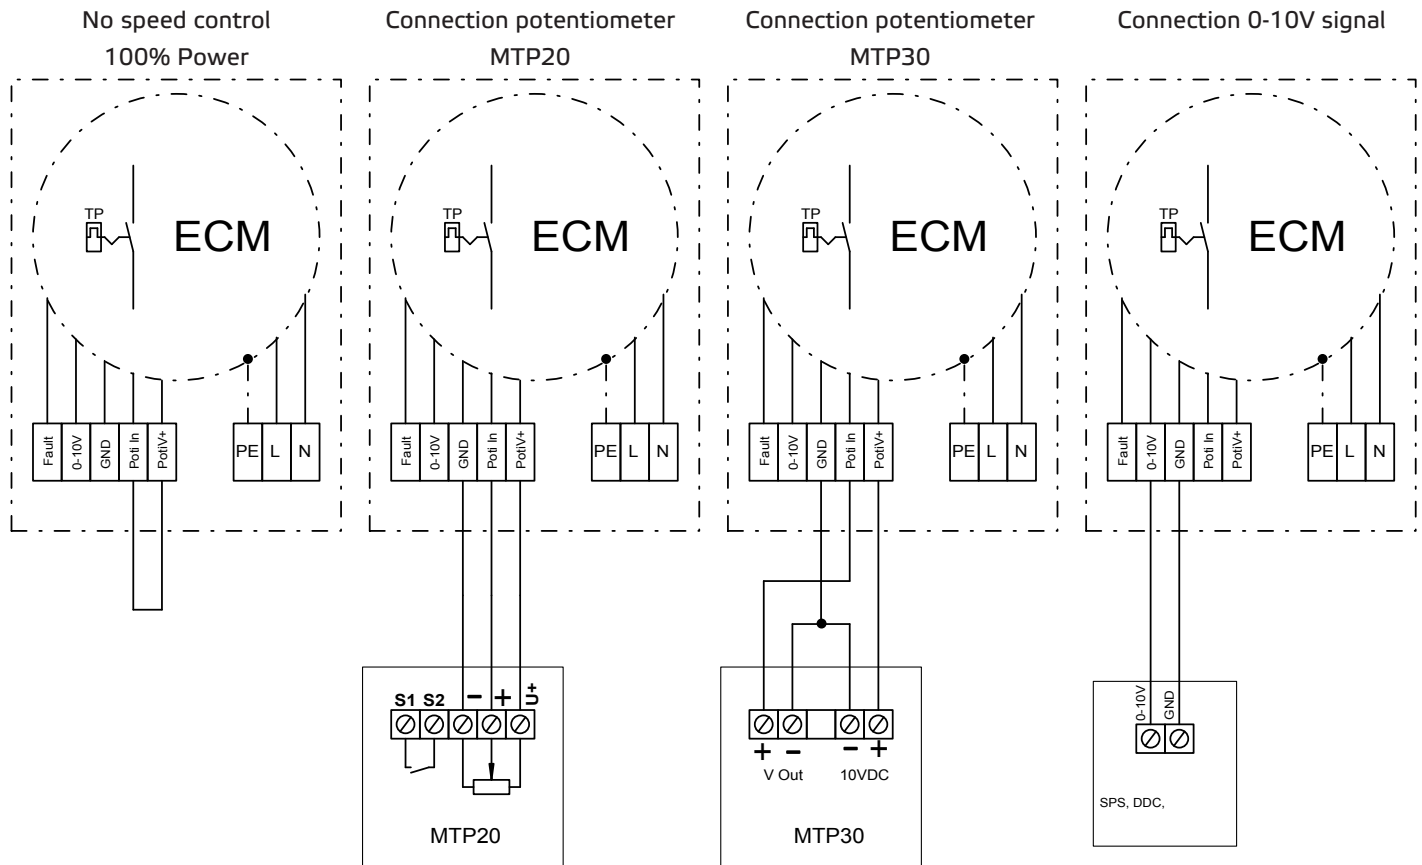 No speed control
100% Power
Connection potentiometer
MTP20
Connection potentiometer
MTP30
Connection 0-10V signal
TP
ECM
Fault
0-10V
GND
Poti In
PotiV+
PE L N
TP
ECM
Fault
0-10V
GND
Poti In
PotiV+
PE L N
TP
ECM
Fault
0-10V
GND
Poti In
PotiV+
PE L N
TP
ECM
Fault
0-10V
GND
Poti In
PotiV+
PE L N
S1 S2 - + U+
MTP20
+ - - +
V Out 10VDC
MTP30
0-10V
GND
SPS, DDC,